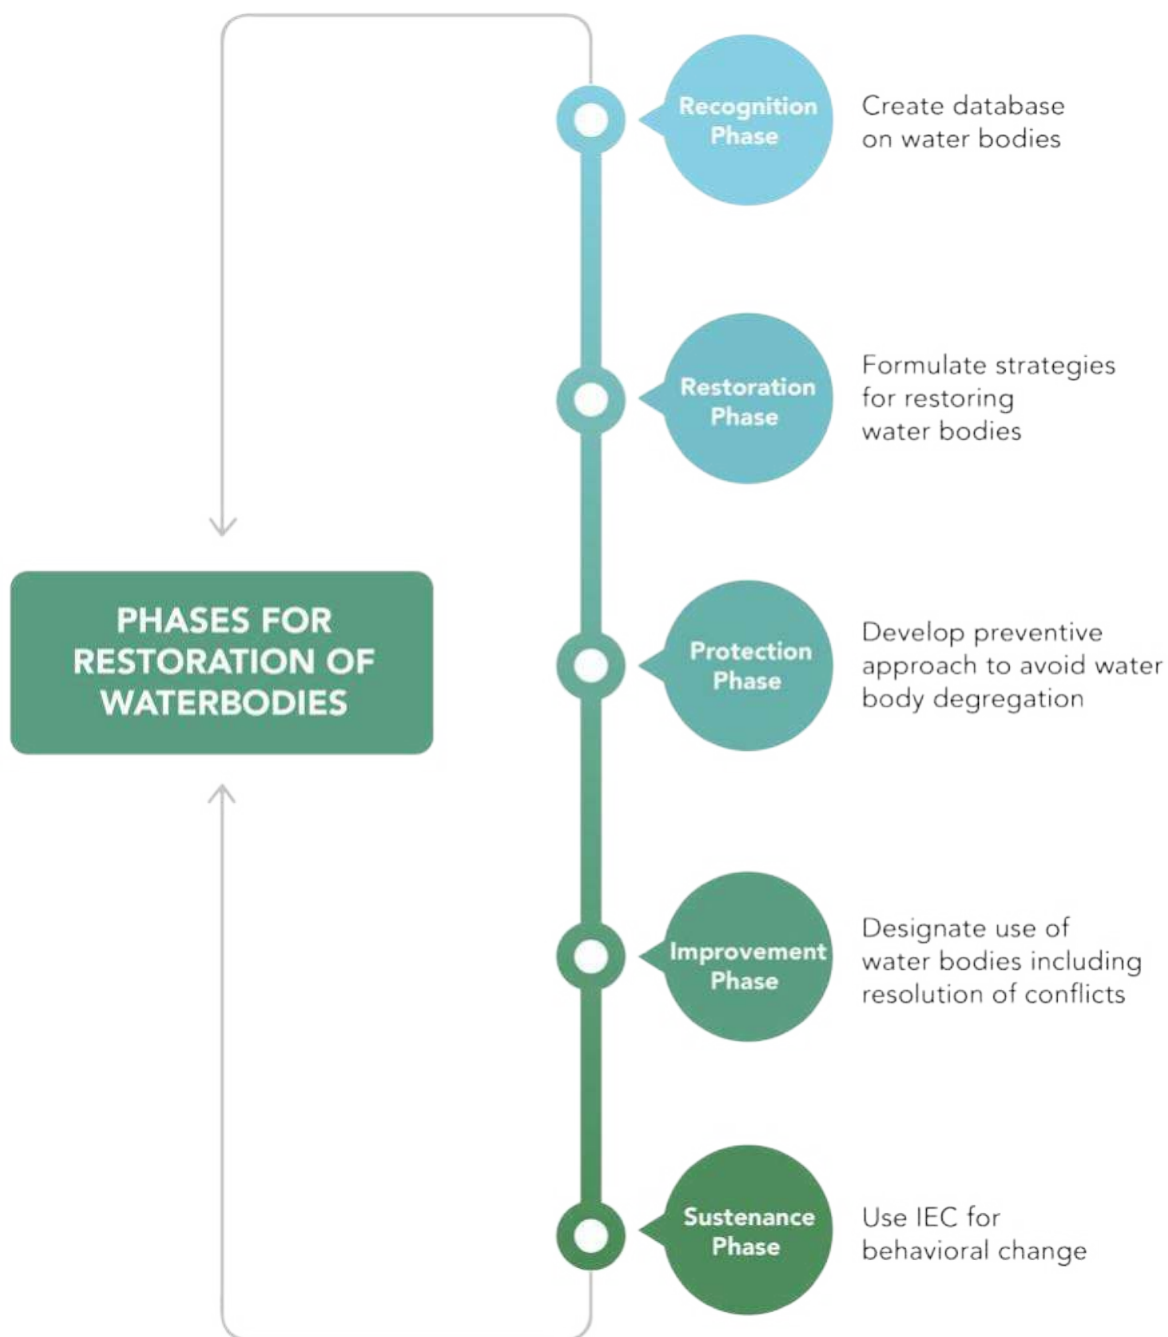 Recognition
Phase
Create database
on water bodies
Restoration
Phase
Formulate strategies
for restoring
water bodies
PHASES FOR
RESTORATION OF
WATERBODIES
Protection
Phase
Develop preventive
approach to avoid water
body degregation
Improvement
Phase
Designate use of
water bodies including
resolution of conflicts
Sustenance
Phase
Use IEC for
behavioral change